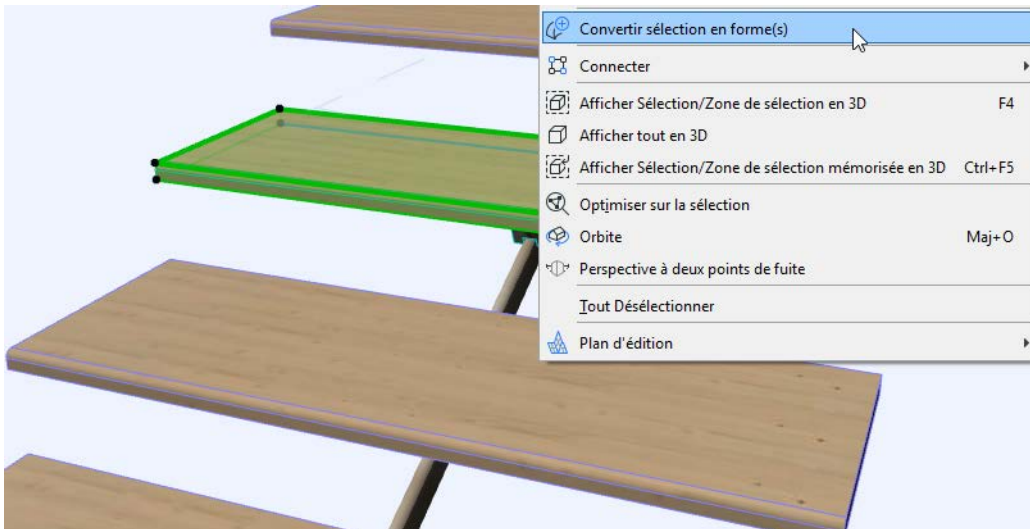 Convertir sélection en forme(s)
Connecter
Afficher Sélection/Zone de sélection en 3D F4
Afficher tout en 3D
Afficher Sélection/Zone de sélection mémorisée en 3D Ctrl+F5
Optimiser sur la sélection
Orbite Maj+O
Perspective à deux points de fuite
Tout Désélectionner
Plan d'édition